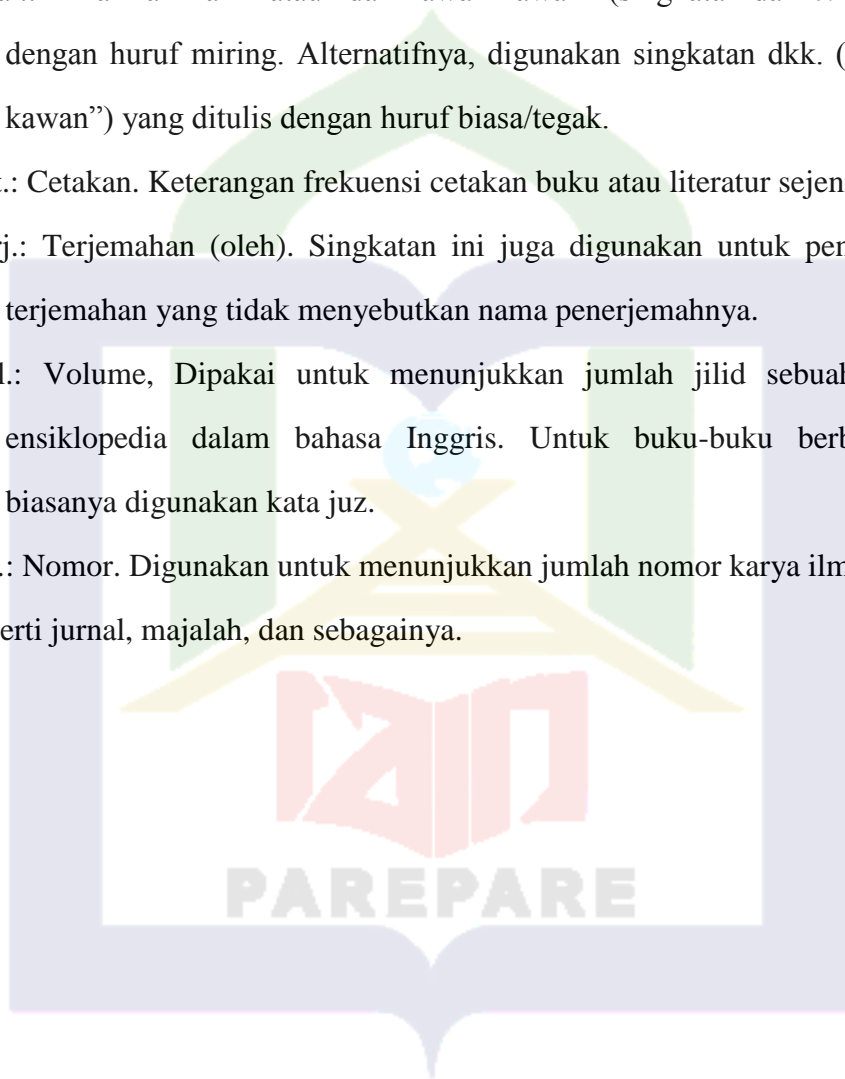 dengan huruf miring. Alternatifnya, digunakan singkatan dkk. (
kawan”) yang ditulis dengan huruf biasa/tegak.
t.: Cetakan. Keterangan frekuensi cetakan buku atau literatur sejen
rj.: Terjemahan (oleh). Singkatan ini juga digunakan untuk
terjemahan yang tidak menyebutkan nama penerjemahnya.
l.: Volume, Dipakai untuk menunjukkan jumlah jilid sebuah
ensiklopedia dalam bahasa Inggris. Untuk buku-buku
biasanya digunakan kata juz.
.: Nomor. Digunakan untuk menunjukkan jumlah nomor karya ilm
erti jurnal, majalah, dan sebagainya.
iain
PAREPARE